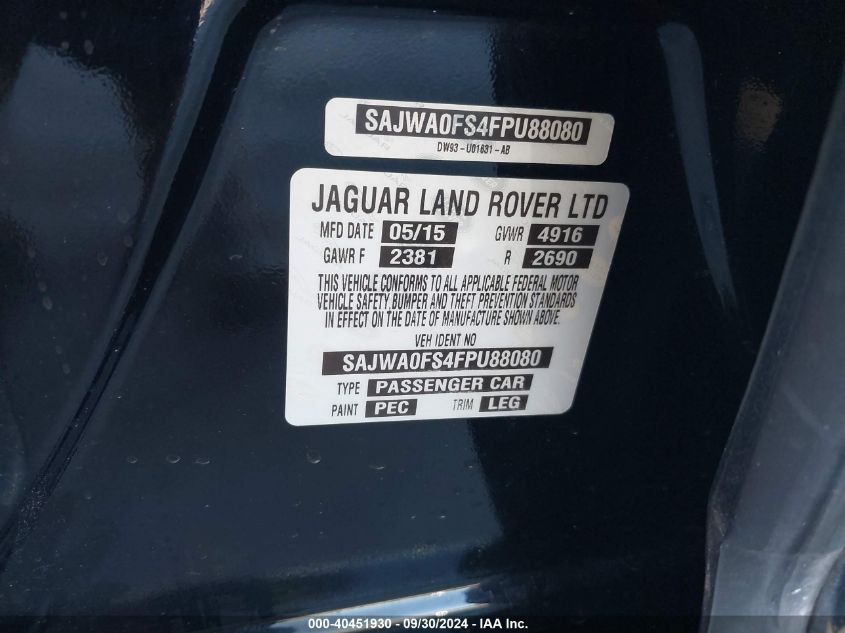 SAJWA0FS4FPU88080
DW93-U01631-AB
JAGUAR LAND ROVER LTD
MFD DATE 05/15 GVWR 4916
GAWR F 2381 R 2690
THIS VEHICLE CONFORMS TO ALL APPLICABLE FEDERAL MOTOR
VEHICLE SAFETY, BUMPER AND THEFT PREVENTION STANDARDS
IN EFFECT ON THE DATE OF MANUFACTURE SHOWN ABOVE.
VEH IDENT NO
SAJWA0FS4FPU88080
TYPE PASSENGER CAR
PAINT PEC TRIM LEG
000-40451930 - 09/30/2024 - IAA Inc.